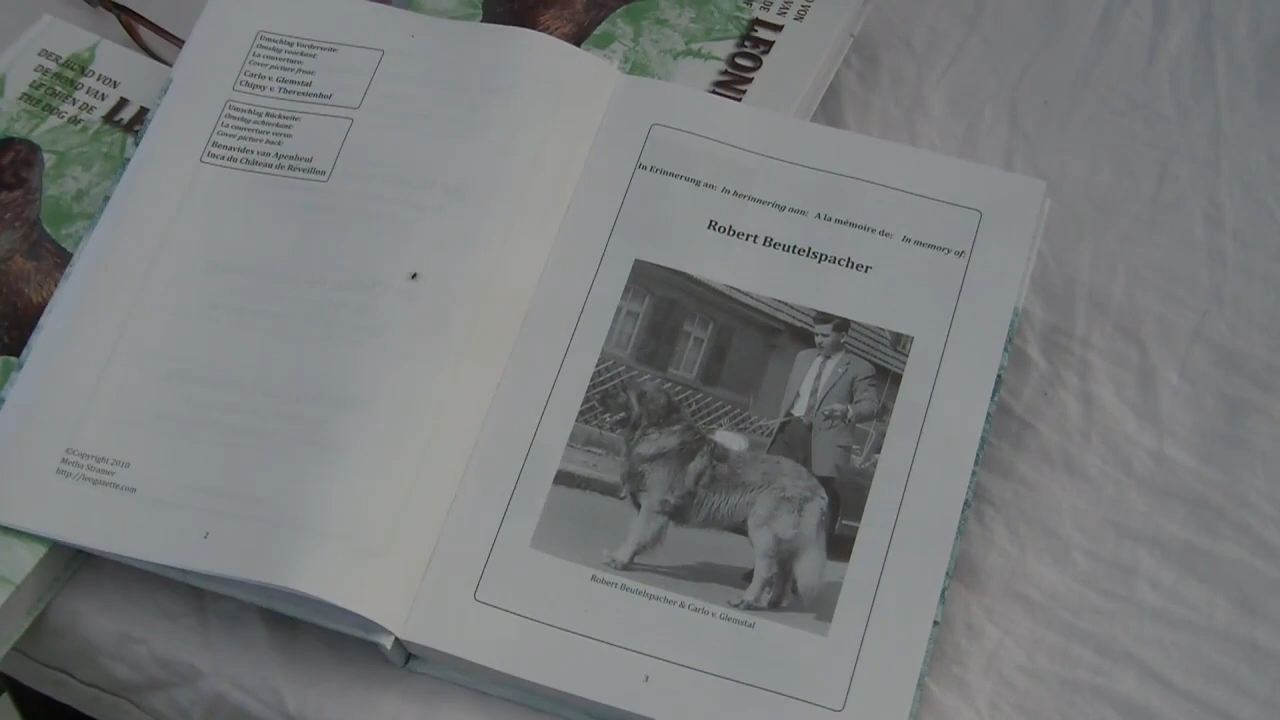 DER HUND VON
DE HOND VAN
LE CHIEN DE
THE DOG OF
LE
VON
VAN
DE
LEON
Umschlag Vorderseite:
Omslag voorkant:
La couverture:
Cover picture front:
Carlo v. Glemstal
Chipsy v. Theresienhof
Umschlag Rückseite:
Omslag achterkant:
La couverture verso:
Cover picture back:
Benavides van Apenheul
Inca du Château de Réveillon
©Copyright 2010
Metha Stramer
http://leogazette.com
2
In Erinnerung an: In herinnering aan: A la mémoire de: In memory of:
Robert Beutelspacher
Robert Beutelspacher & Carlo v. Glemstal
3